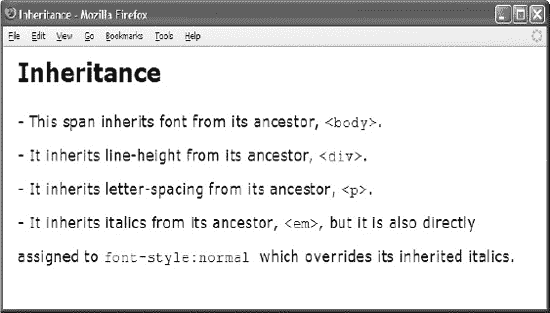 Inheritance - Mozilla Firefox
File Edit View Go Bookmarks Tools Help
Inheritance
- This span inherits font from its ancestor, <body>.
- It inherits line-height from its ancestor, <div>.
- It inherits letter-spacing from its ancestor, <p>.
- It inherits italics from its ancestor, <em>, but it is also directly
assigned to font-style:normal which overrides its inherited italics.